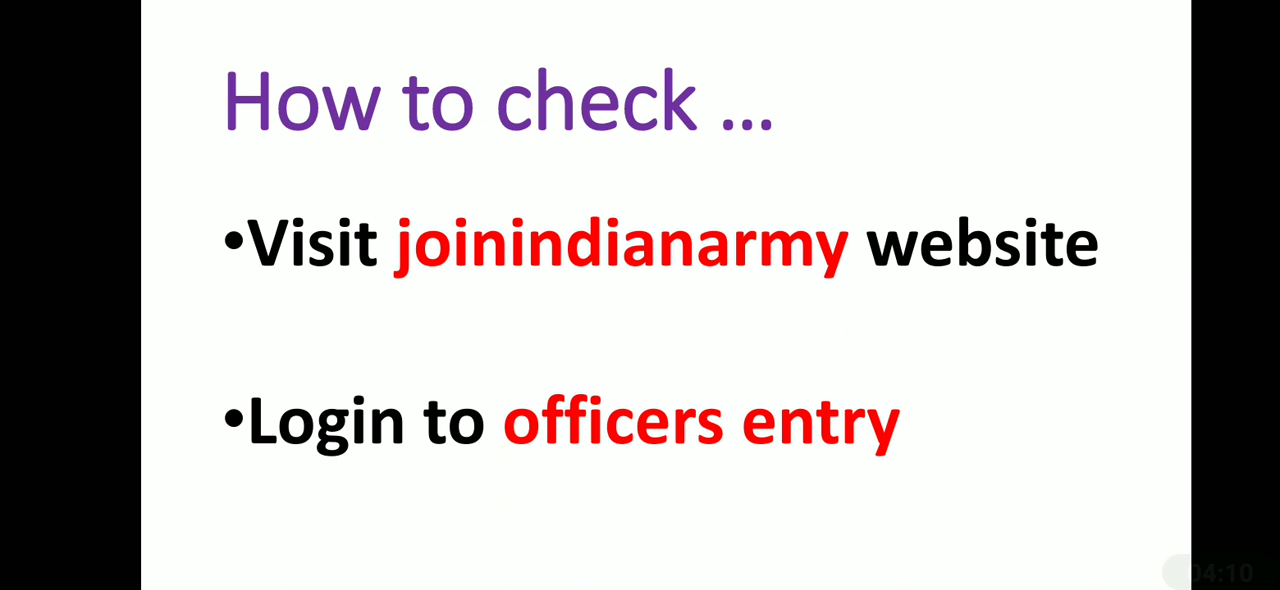 How to check ...
•Visit joinindianarmy website
•Login to officers entry
04:10